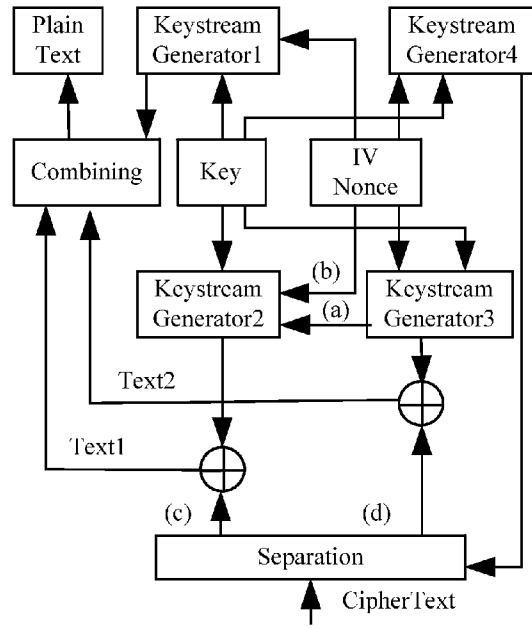 Plain
Text
Keystream
Generator1
Keystream
Generator4
Combining
Key
IV
Nonce
(b)
Keystream
Generator2
(a)
Keystream
Generator3
Text2
Text1
(c)
(d)
Separation
CipherText